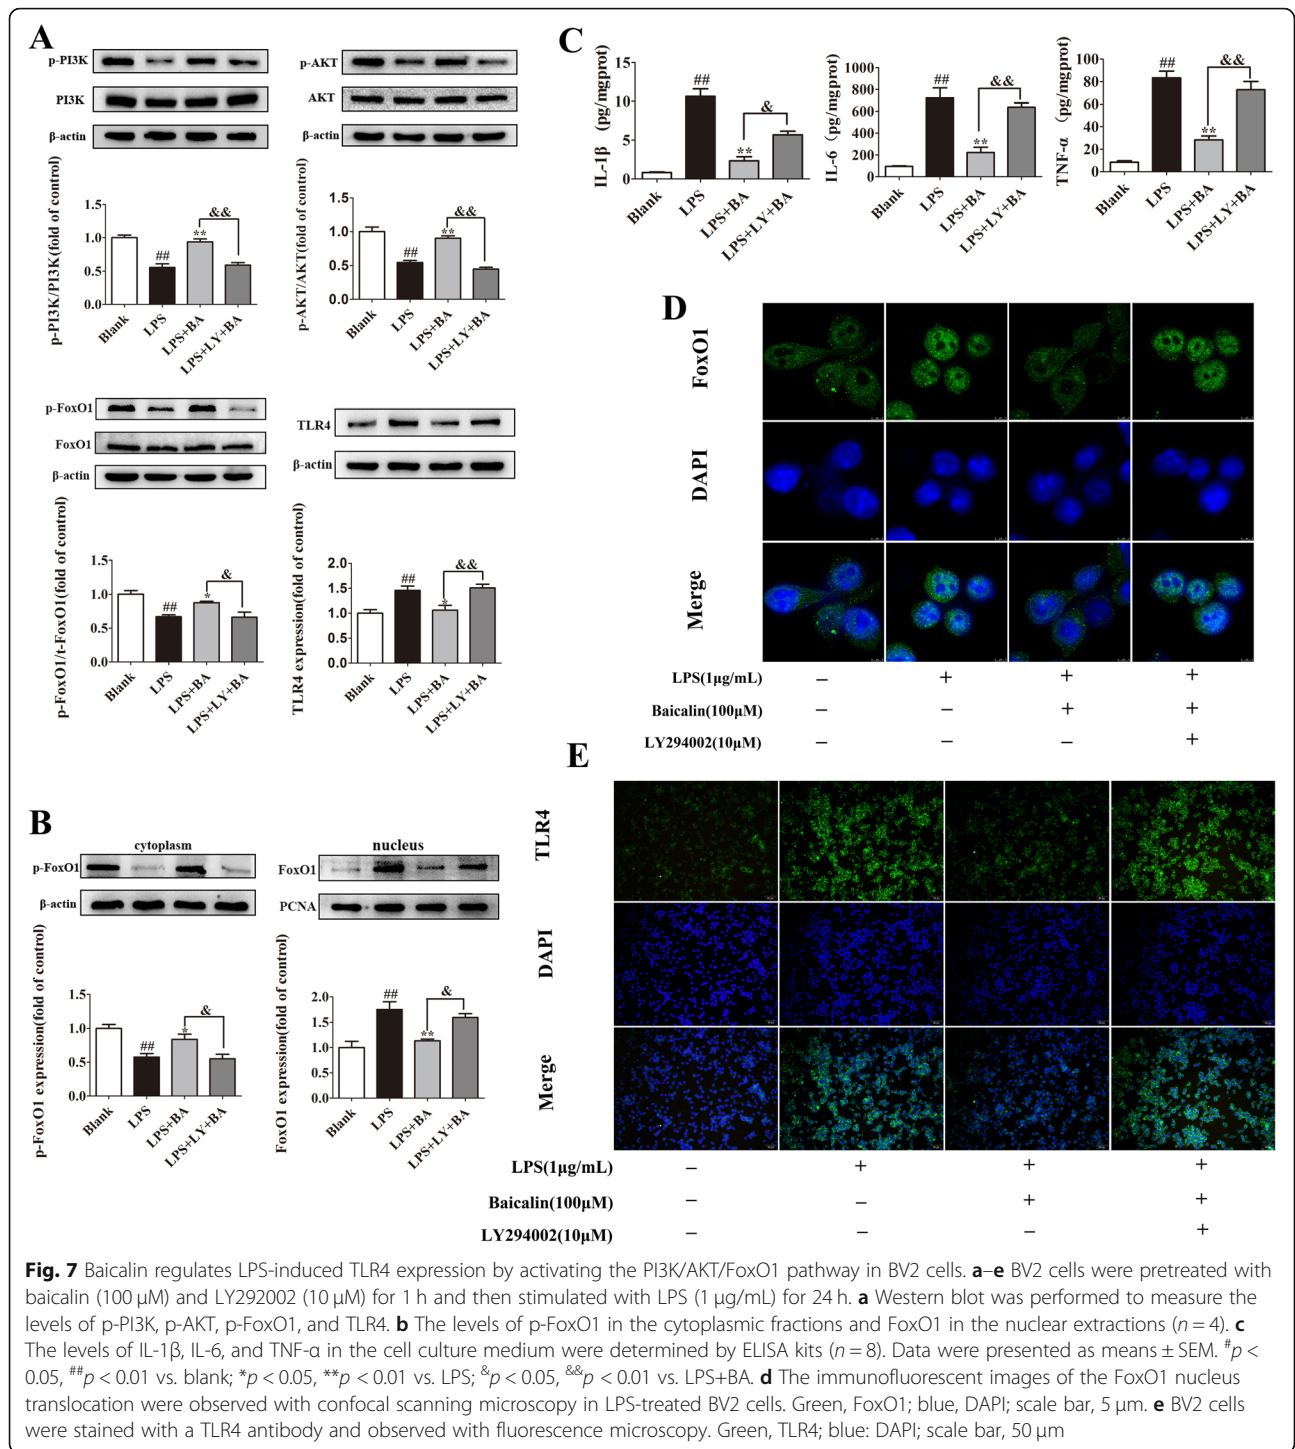 A
p-PI3K
PI3K
β-actin
p-AKT
AKT
β-actin
p-PI3K/PI3K(fold of control)
1.5
1.0
0.5
0.0
##
**
&&
Blank
LPS
LPS+BA
LPS+LY+BA
p-AKT/AKT(fold of control)
1.5
1.0
0.5
0.0
##
**
&&
Blank
LPS
LPS+BA
LPS+LY+BA
p-FoxO1
FoxO1
β-actin
TLR4
β-actin
p-FoxO1/t-FoxO1(fold of control)
1.5
1.0
0.5
0.0
##
*
&
Blank
LPS
LPS+BA
LPS+LY+BA
TLR4 expression(fold of control)
2.0
1.5
1.0
0.5
0.0
##
*
&&
Blank
LPS
LPS+BA
LPS+LY+BA
B
cytoplasm
p-FoxO1
β-actin
nucleus
FoxO1
PCNA
p-FoxO1 expression(fold of control)
1.5
1.0
0.5
0.0
##
*
&
Blank
LPS
LPS+BA
LPS+LY+BA
FoxO1 expression(fold of control)
2.0
1.5
1.0
0.5
0.0
##
**
&
Blank
LPS
LPS+BA
LPS+LY+BA
C
IL-1β (pg/mgprot)
15
10
5
0
##
**
&
Blank
LPS
LPS+BA
LPS+LY+BA
IL-6 (pg/mgprot)
1000
800
600
400
200
0
##
**
&&
Blank
LPS
LPS+BA
LPS+LY+BA
TNF-α (pg/mgprot)
100
80
60
40
20
0
##
**
&&
Blank
LPS
LPS+BA
LPS+LY+BA
D
FoxO1
DAPI
Merge
LPS(1μg/mL) – + + +
Baicalin(100μM) – – + +
LY294002(10μM) – – – +
E
TLR4
DAPI
Merge
LPS(1μg/mL) – + + +
Baicalin(100μM) – – + +
LY294002(10μM) – – – +
Fig. 7 Baicalin regulates LPS-induced TLR4 expression by activating the PI3K/AKT/FoxO1 pathway in BV2 cells. a–e BV2 cells were pretreated with
baicalin (100 μM) and LY292002 (10 μM) for 1 h and then stimulated with LPS (1 μg/mL) for 24 h. a Western blot was performed to measure the
levels of p-PI3K, p-AKT, p-FoxO1, and TLR4. b The levels of p-FoxO1 in the cytoplasmic fractions and FoxO1 in the nuclear extractions (n = 4). c
The levels of IL-1β, IL-6, and TNF-α in the cell culture medium were determined by ELISA kits (n = 8). Data were presented as means ± SEM. #p <
0.05, ##p < 0.01 vs. blank; *p < 0.05, **p < 0.01 vs. LPS; &p < 0.05, &&p < 0.01 vs. LPS+BA. d The immunofluorescent images of the FoxO1 nucleus
translocation were observed with confocal scanning microscopy in LPS-treated BV2 cells. Green, FoxO1; blue, DAPI; scale bar, 5 μm. e BV2 cells
were stained with a TLR4 antibody and observed with fluorescence microscopy. Green, TLR4; blue: DAPI; scale bar, 50 μm